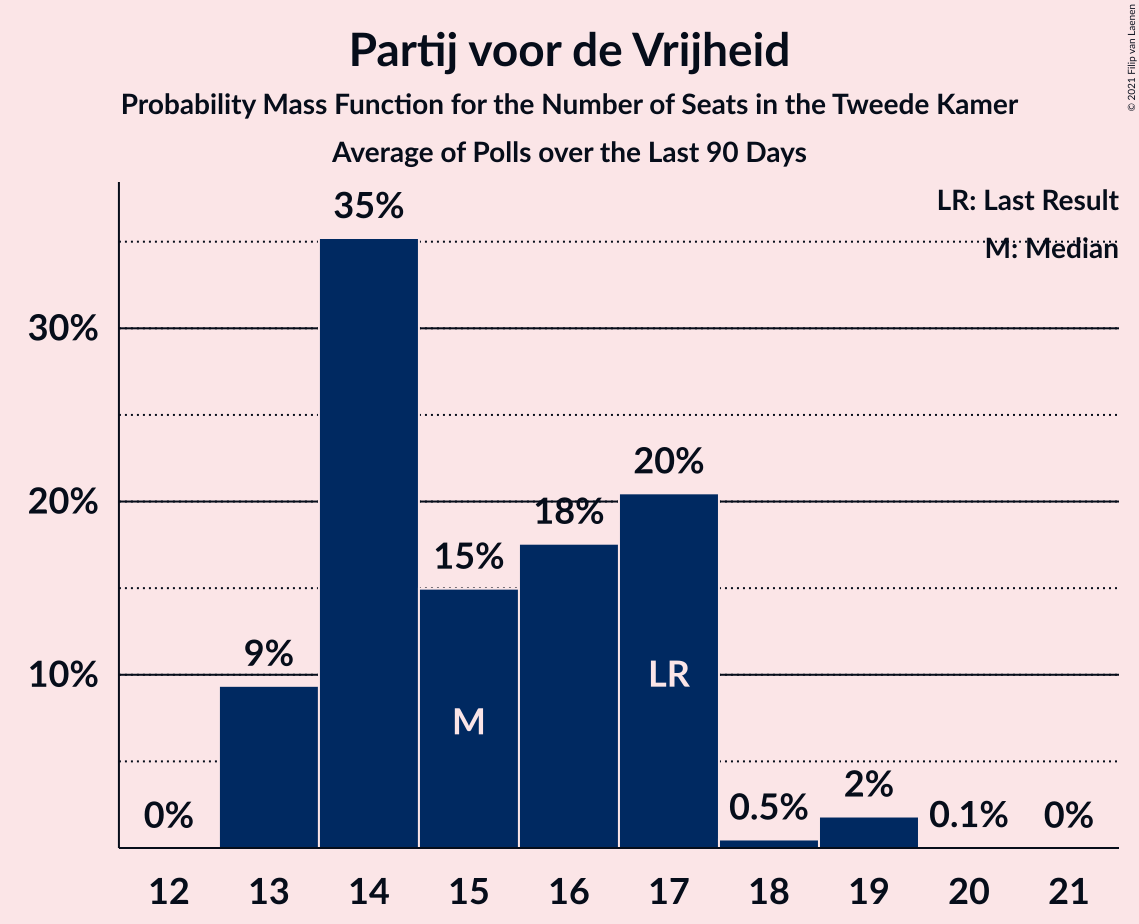 Partij voor de Vrijheid
Probability Mass Function for the Number of Seats in the Tweede Kamer
Average of Polls over the Last 90 Days
© 2021 Filip van Laenen
LR: Last Result
M: Median
35%
30%
20%
20%
18%
15%
9%
10%
LR
M
0%
0.5%
2%
0.1%
0%
12 13 14 15 16 17 18 19 20 21